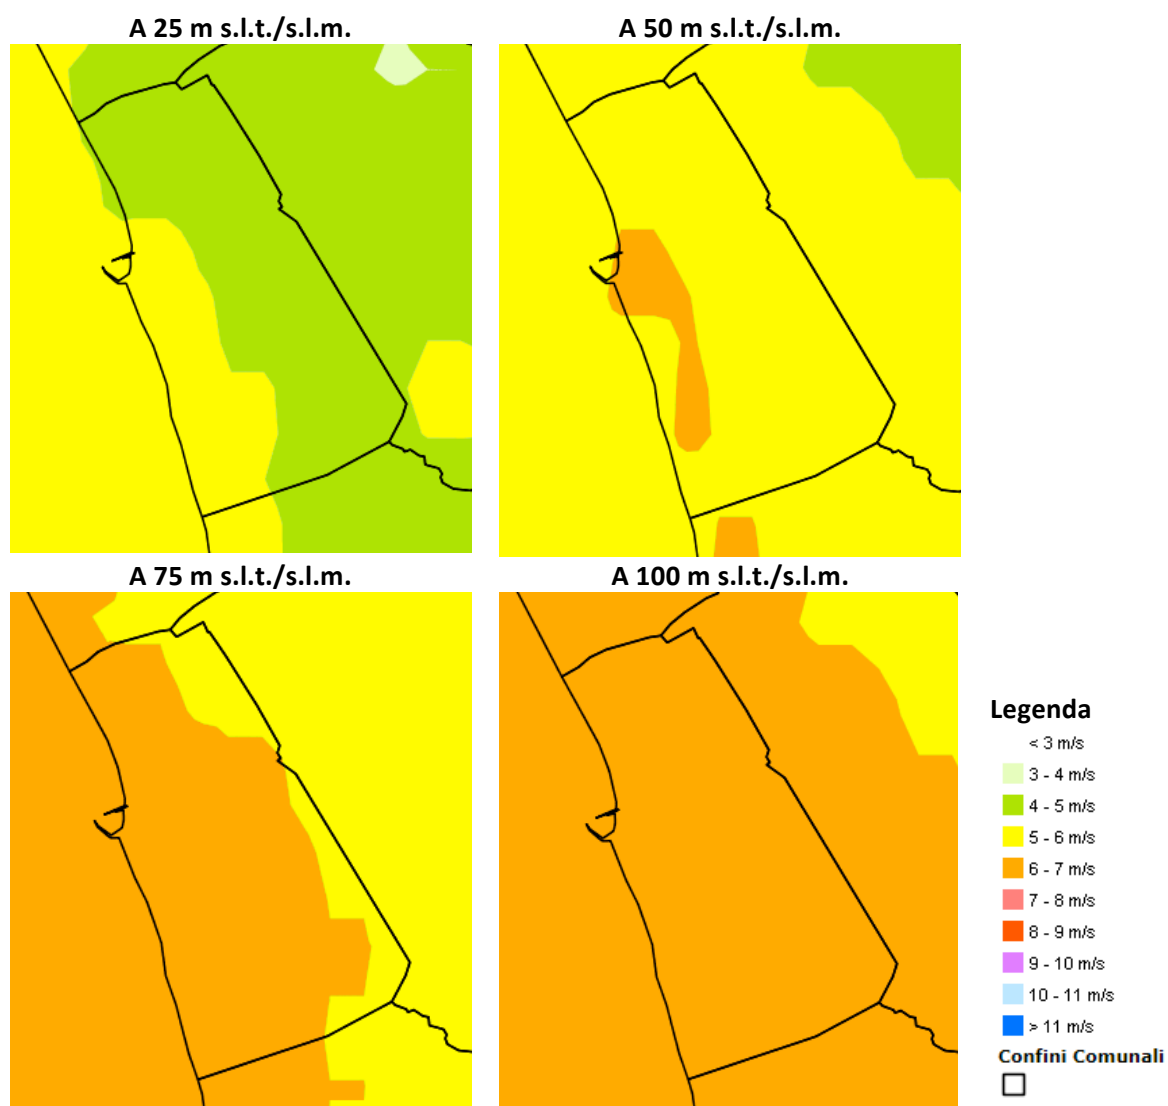 A 25 m s.l.t./s.l.m.
A 50 m s.l.t./s.l.m.
A 75 m s.l.t./s.l.m.
A 100 m s.l.t./s.l.m.
Legenda
< 3 m/s
3 - 4 m/s
4 - 5 m/s
5 - 6 m/s
6 - 7 m/s
7 - 8 m/s
8 - 9 m/s
9 - 10 m/s
10 - 11 m/s
> 11 m/s
Confini Comunali